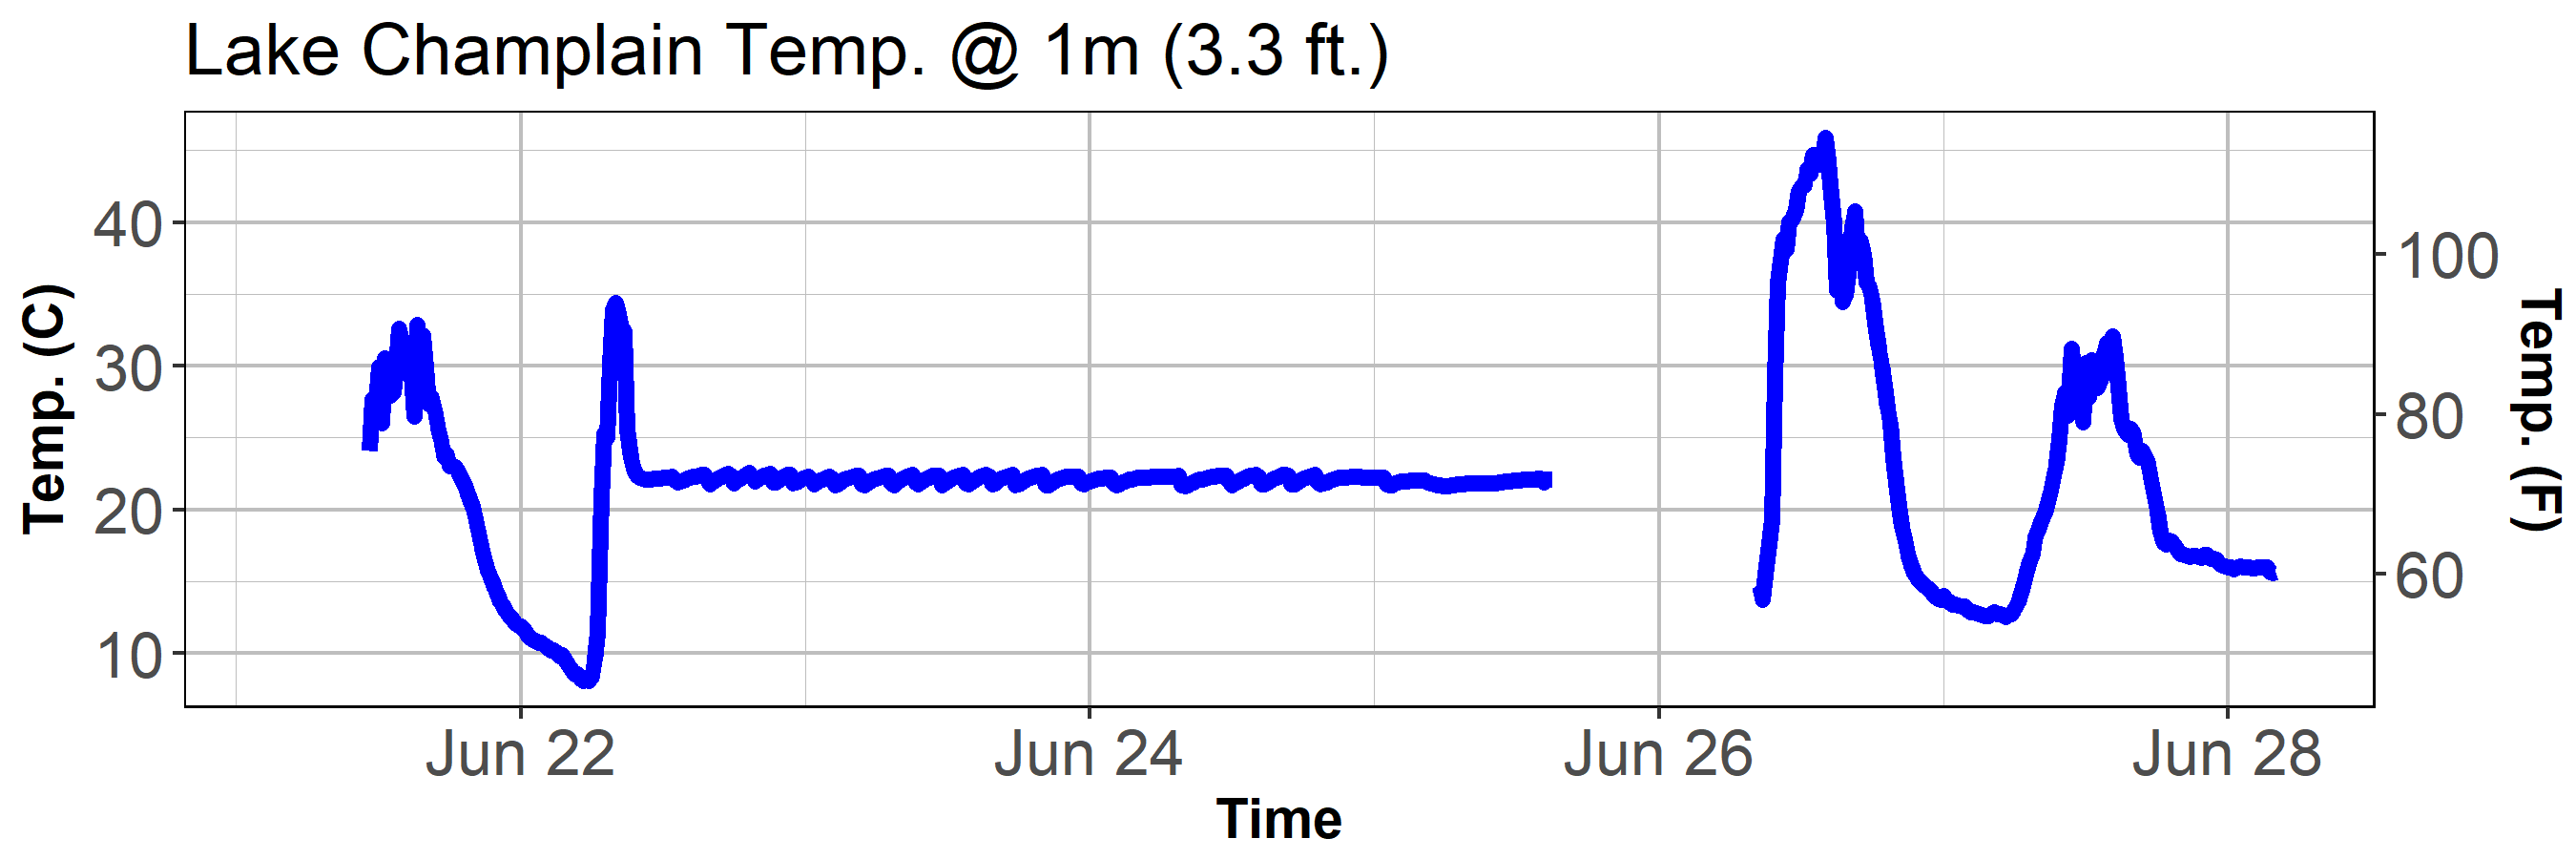 Lake Champlain Temp. @ 1m (3.3 ft.)
Temp. (C)
40
30
20
10
100
80
60
Temp. (F)
Jun 22
Jun 24
Jun 26
Jun 28
Time